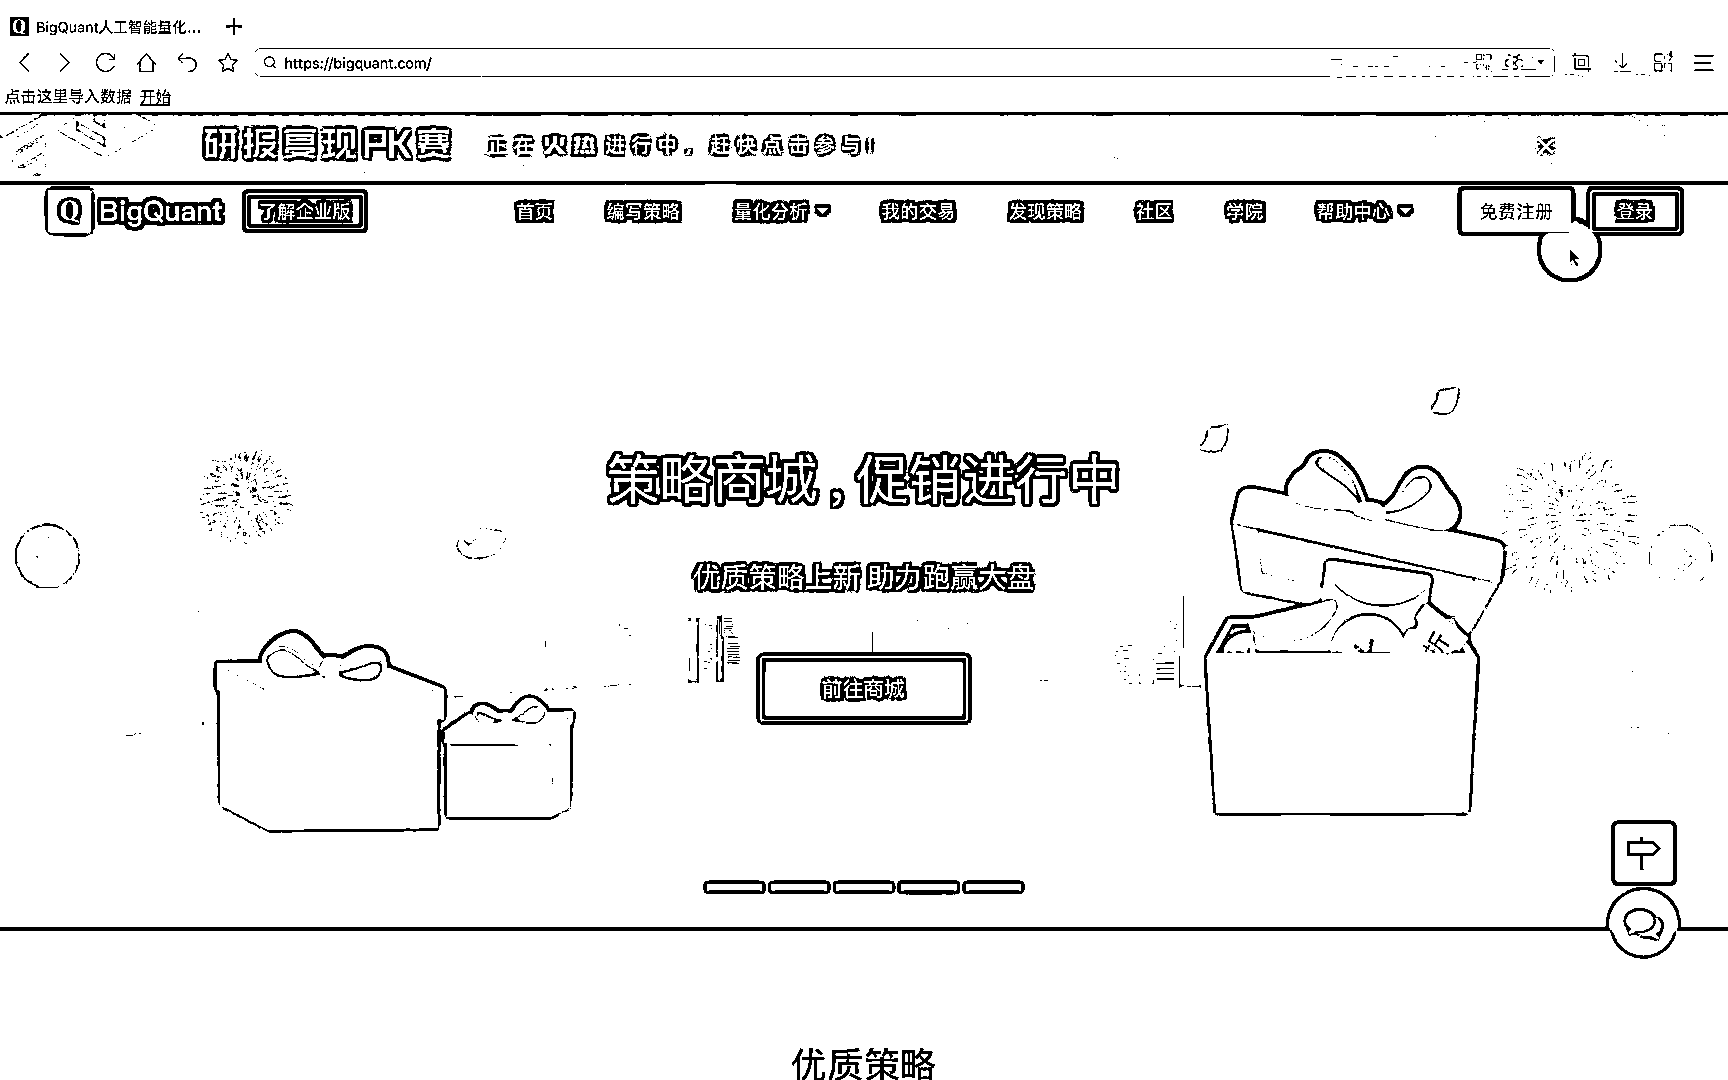 BigQuant人工智能量化...
https://bigquant.com/
点击这里导入数据 开始
研报复现PK赛 正在火热进行中，赶快点击参与!!
Q BigQuant 了解企业版 首页 编写策略 量化分析 我的交易 发现策略 社区 学院 帮助中心 免费注册 登录
策略商城,促销进行中
优质策略上新 助力跑赢大盘
折
前往商城
优质策略